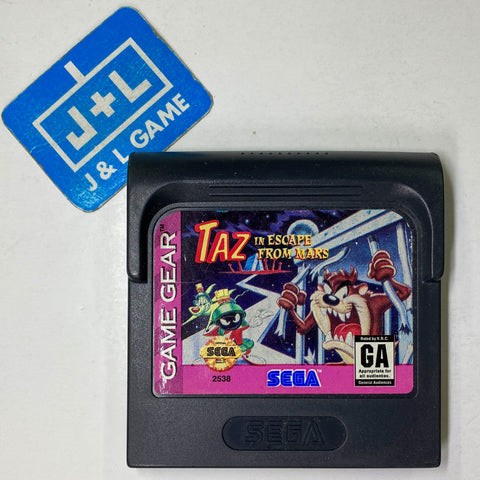 J+L
J & L GAME
GAME GEAR™
TAZ IN ESCAPE
FROM MARS
SEGA
2538
SEGA
Rated by V.R.C.
GA
Appropriate for
all audiences.
General Audiences
SEGA